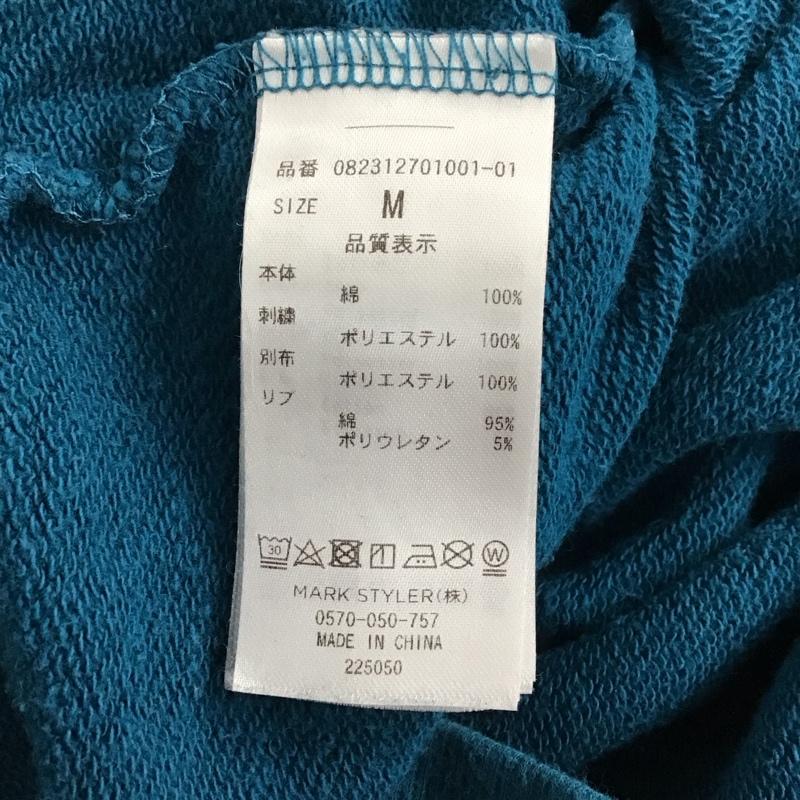 品番 082312701001-01
SIZE M
品質表示
本体
綿 100%
刺繍
ポリエステル 100%
別布
ポリエステル 100%
リブ
綿 95%
ポリウレタン 5%
30 W
MARK STYLER(株)
0570-050-757
MADE IN CHINA
225050